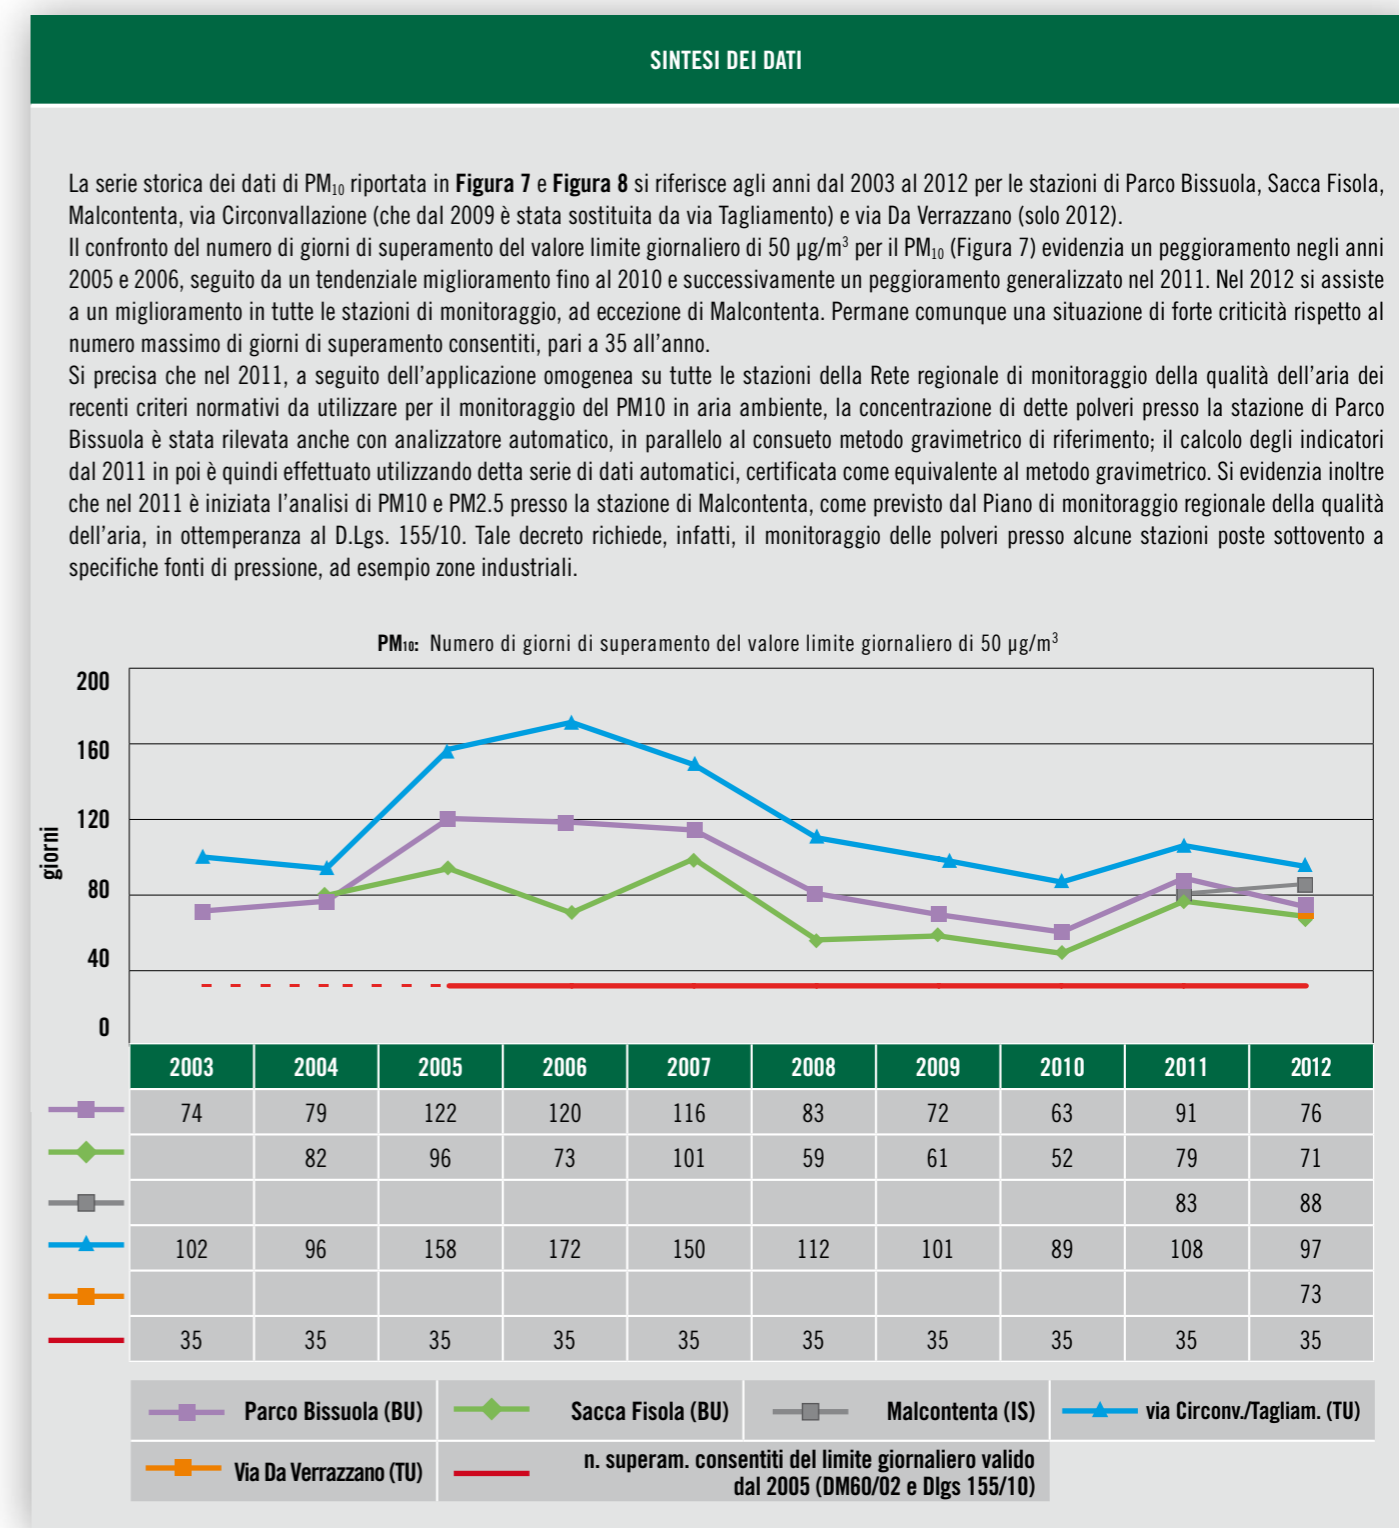 SINTESI DEI DATI
La serie storica dei dati di PM10 riportata in Figura 7 e Figura 8 si riferisce agli anni dal 2003 al 2012 per le stazioni di Parco Bissuola, Sacca Fisola,
Malcontenta, via Circonvallazione (che dal 2009 è stata sostituita da via Tagliamento) e via Da Verrazzano (solo 2012).
Il confronto del numero di giorni di superamento del valore limite giornaliero di 50 µg/m³ per il PM10 (Figura 7) evidenzia un peggioramento negli anni
2005 e 2006, seguito da un tendenziale miglioramento fino al 2010 e successivamente un peggioramento generalizzato nel 2011. Nel 2012 si assiste
a un miglioramento in tutte le stazioni di monitoraggio, ad eccezione di Malcontenta. Permane comunque una situazione di forte criticità rispetto al
numero massimo di giorni di superamento consentiti, pari a 35 all'anno.
Si precisa che nel 2011, a seguito dell'applicazione omogenea su tutte le stazioni della Rete regionale di monitoraggio della qualità dell'aria dei
recenti criteri normativi da utilizzare per il monitoraggio del PM10 in aria ambiente, la concentrazione di dette polveri presso la stazione di Parco
Bissuola è stata rilevata anche con analizzatore automatico, in parallelo al consueto metodo gravimetrico di riferimento; il calcolo degli indicatori
dal 2011 in poi è quindi effettuato utilizzando detta serie di dati automatici, certificata come equivalente al metodo gravimetrico. Si evidenzia inoltre
che nel 2011 è iniziata l'analisi di PM10 e PM2.5 presso la stazione di Malcontenta, come previsto dal Piano di monitoraggio regionale della qualità
dell'aria, in ottemperanza al D.Lgs. 155/10. Tale decreto richiede, infatti, il monitoraggio delle polveri presso alcune stazioni poste sottovento a
specifiche fonti di pressione, ad esempio zone industriali.
PM10: Numero di giorni di superamento del valore limite giornaliero di 50 µg/m³
200
160
120
80
40
0
giorni
2003 2004 2005 2006 2007 2008 2009 2010 2011 2012
74 79 122 120 116 83 72 63 91 76
82 96 73 101 59 61 52 79 71
83 88
102 96 158 172 150 112 101 89 108 97
73
35 35 35 35 35 35 35 35 35 35
Parco Bissuola (BU) Sacca Fisola (BU) Malcontenta (IS) via Circonv./Tagliam. (TU)
Via Da Verrazzano (TU) n. superam. consentiti del limite giornaliero valido
dal 2005 (DM60/02 e Dlgs 155/10)